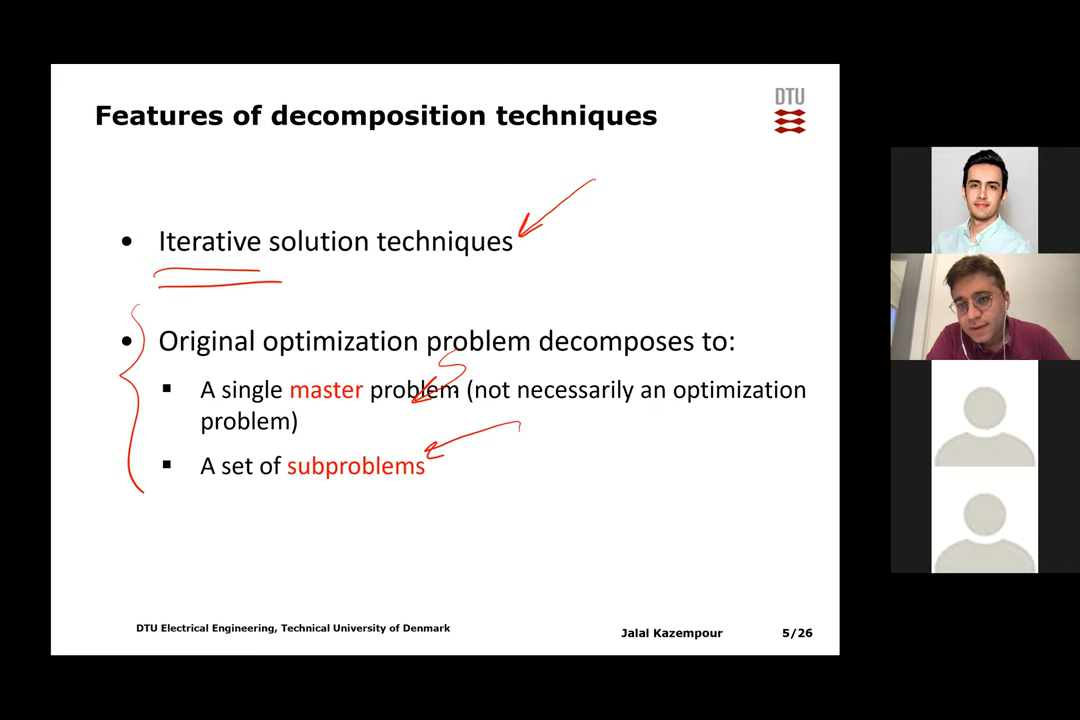 Features of decomposition techniques
DTU
• Iterative solution techniques
• Original optimization problem decomposes to:
▪ A single master problem (not necessarily an optimization
problem)
▪ A set of subproblems
DTU Electrical Engineering, Technical University of Denmark
Jalal Kazempour 5/26